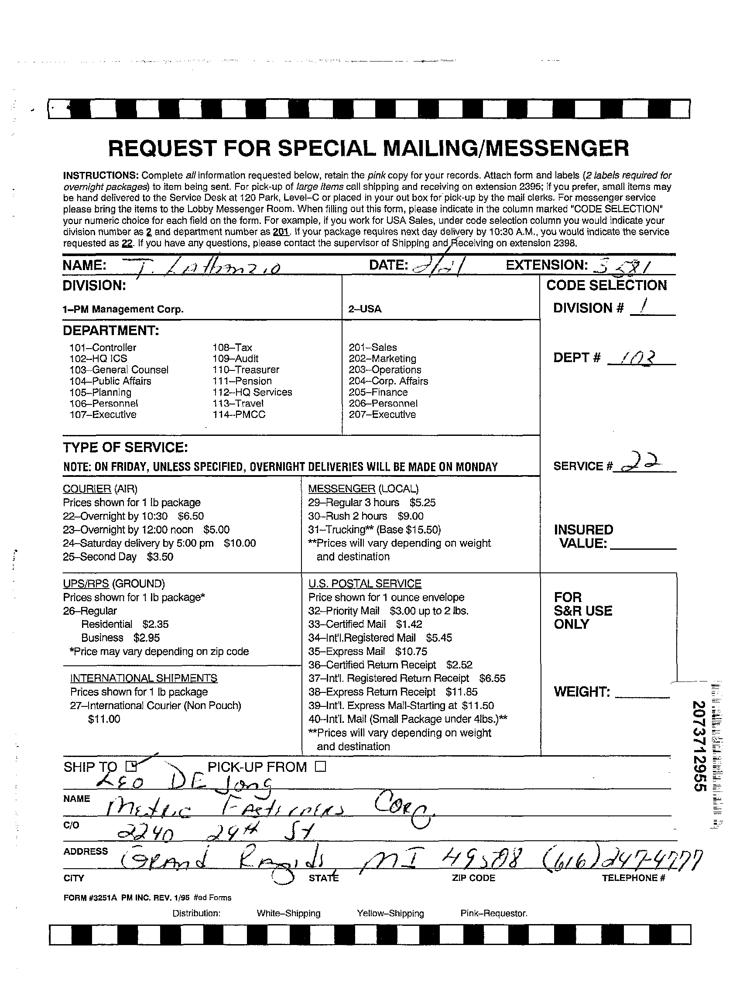 REQUEST FOR SPECIAL MAILING/MESSENGER
INSTRUCTIONS: Complete all information requested below, retain the pink copy for your records. Attach form and labels (2 labels required for
overnight packages) to item being sent. For pick-up of large items call shipping and receiving on extension 2395; if you prefer, small items may
be hand delivered to the Service Desk at 120 Park, Level-C or placed in your out box for pick-up by the mail clerks. For messenger service
please bring the items to the Lobby Messenger Room. When filling out this form, please indicate in the column marked "CODE SELECTION"
your numeric choice for each field on the form. For example, if you work for USA Sales, under code selection column you would indicate your
division number as 2 and department number as 201. If your package requires next day delivery by 10:30 A.M., you would indicate the service
requested as 22. If you have any questions, please contact the supervisor of Shipping and Receiving on extension 2398.
NAME: T. DATE: 2/21 EXTENSION: 3581
DIVISION: CODE SELECTION
1–PM Management Corp. 2–USA DIVISION # 1
DEPARTMENT:
101–Controller 108–Tax 201–Sales
102–HQ ICS 109–Audit 202–Marketing DEPT # 103
103–General Counsel 110–Treasurer 203–Operations
104–Public Affairs 111–Pension 204–Corp. Affairs
105–Planning 112–HQ Services 205–Finance
106–Personnel 113–Travel 206–Personnel
107–Executive 114–PMCC 207–Executive
TYPE OF SERVICE:
NOTE: ON FRIDAY, UNLESS SPECIFIED, OVERNIGHT DELIVERIES WILL BE MADE ON MONDAY SERVICE # 22
COURIER (AIR)
Prices shown for 1 lb package
22–Overnight by 10:30 $6.50
23–Overnight by 12:00 noon $5.00
24–Saturday delivery by 5:00 pm $10.00
25–Second Day $3.50
MESSENGER (LOCAL)
29–Regular 3 hours $5.25
30–Rush 2 hours $9.00
31–Trucking** (Base $15.50)
**Prices will vary depending on weight
and destination
INSURED
VALUE:
UPS/RPS (GROUND)
Prices shown for 1 lb package*
26–Regular
Residential $2.35
Business $2.95
*Price may vary depending on zip code
INTERNATIONAL SHIPMENTS
Prices shown for 1 lb package
27–International Courier (Non Pouch)
$11.00
U.S. POSTAL SERVICE
Price shown for 1 ounce envelope
32–Priority Mail $3.00 up to 2 lbs.
33–Certified Mail $1.42
34–Int'l.Registered Mail $5.45
35–Express Mail $10.75
36–Certified Return Receipt $2.52
37–Int'l. Registered Return Receipt $6.55
38–Express Return Receipt $11.85
39–Int'l. Express Mail-Starting at $11.50
40–Int'l. Mail (Small Package under 4lbs.)**
**Prices will vary depending on weight
and destination
FOR
S&R USE
ONLY
WEIGHT:
2073712955
SHIP TO PICK-UP FROM
LEO DE Jong
NAME Metric Fasteners Corp.
C/O 2240 29th St
ADDRESS Grand Rapids MI 49508 (616) 247-4777
CITY STATE ZIP CODE TELEPHONE #
FORM #3251A PM INC. REV. 1/95 #ad Forms
Distribution: White–Shipping Yellow–Shipping Pink–Requestor.